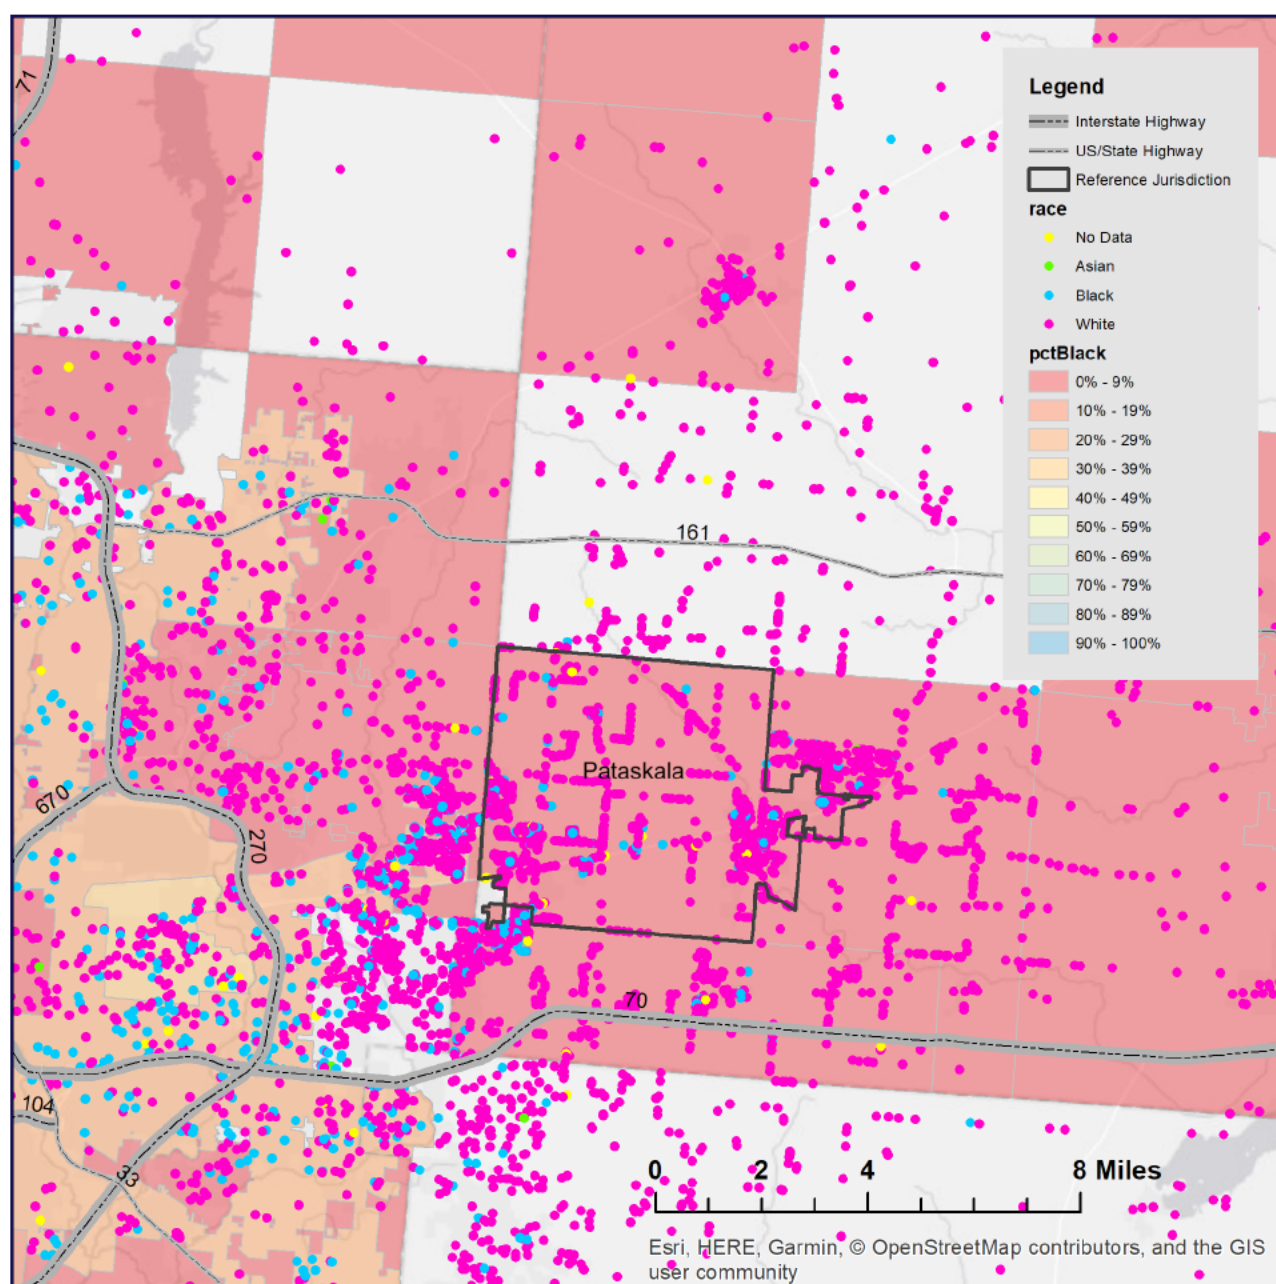 71
Legend
Interstate Highway
US/State Highway
Reference Jurisdiction
race
No Data
Asian
Black
White
pctBlack
0% - 9%
10% - 19%
20% - 29%
30% - 39%
40% - 49%
50% - 59%
60% - 69%
70% - 79%
80% - 89%
90% - 100%
161
Pataskala
670
270
70
104
33
0 2 4 8 Miles
Esri, HERE, Garmin, © OpenStreetMap contributors, and the GIS
user community